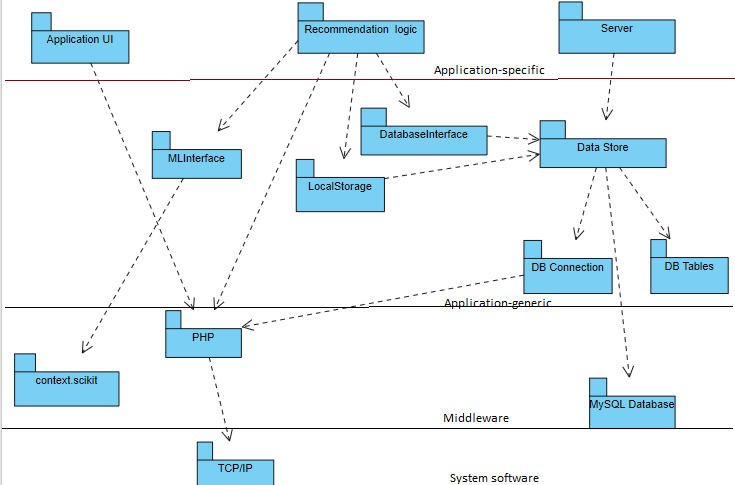 Application UI
Recommendation logic
Server
Application-specific
DatabaseInterface
MLInterface
Data Store
LocalStorage
DB Connection
DB Tables
Application-generic
PHP
context.scikit
MySQL Database
Middleware
TCP/IP
System software